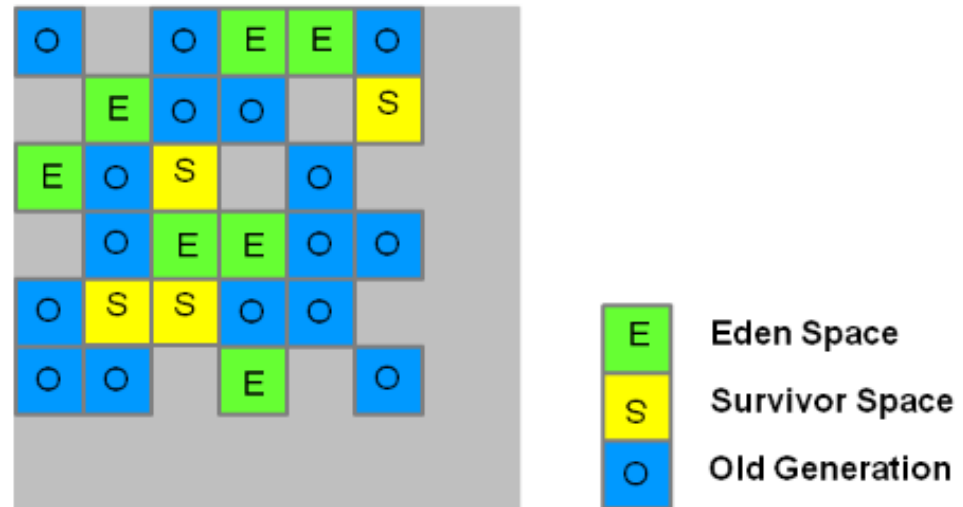 O O E E O
E O O S
E O S O
O E E O O
O S S O O
O O E O
E Eden Space
S Survivor Space
O Old Generation